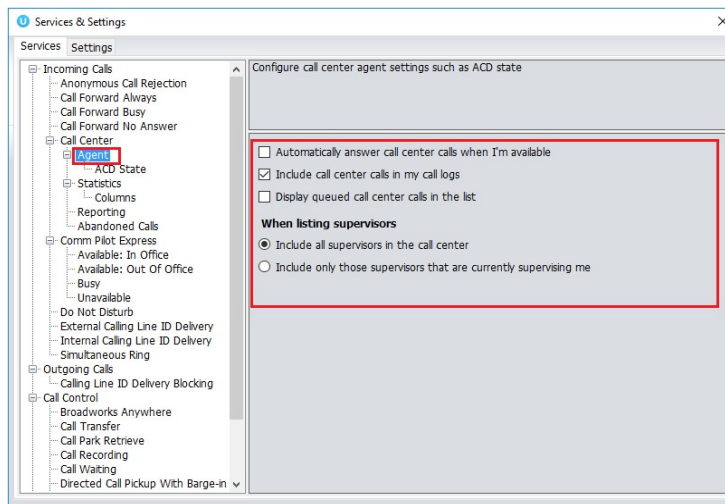 Services & Settings
Services
Settings
Incoming Calls
Anonymous Call Rejection
Call Forward Always
Call Forward Busy
Call Forward No Answer
Call Center
Agent
ACD State
Statistics
Columns
Reporting
Abandoned Calls
Comm Pilot Express
Available: In Office
Available: Out Of Office
Busy
Unavailable
Do Not Disturb
External Calling Line ID Delivery
Internal Calling Line ID Delivery
Simultaneous Ring
Outgoing Calls
Calling Line ID Delivery Blocking
Call Control
Broadworks Anywhere
Call Transfer
Call Park Retrieve
Call Recording
Call Waiting
Directed Call Pickup With Barge-in
Configure call center agent settings such as ACD state
Automatically answer call center calls when I'm available
Include call center calls in my call logs
Display queued call center calls in the list
When listing supervisors
Include all supervisors in the call center
Include only those supervisors that are currently supervising me